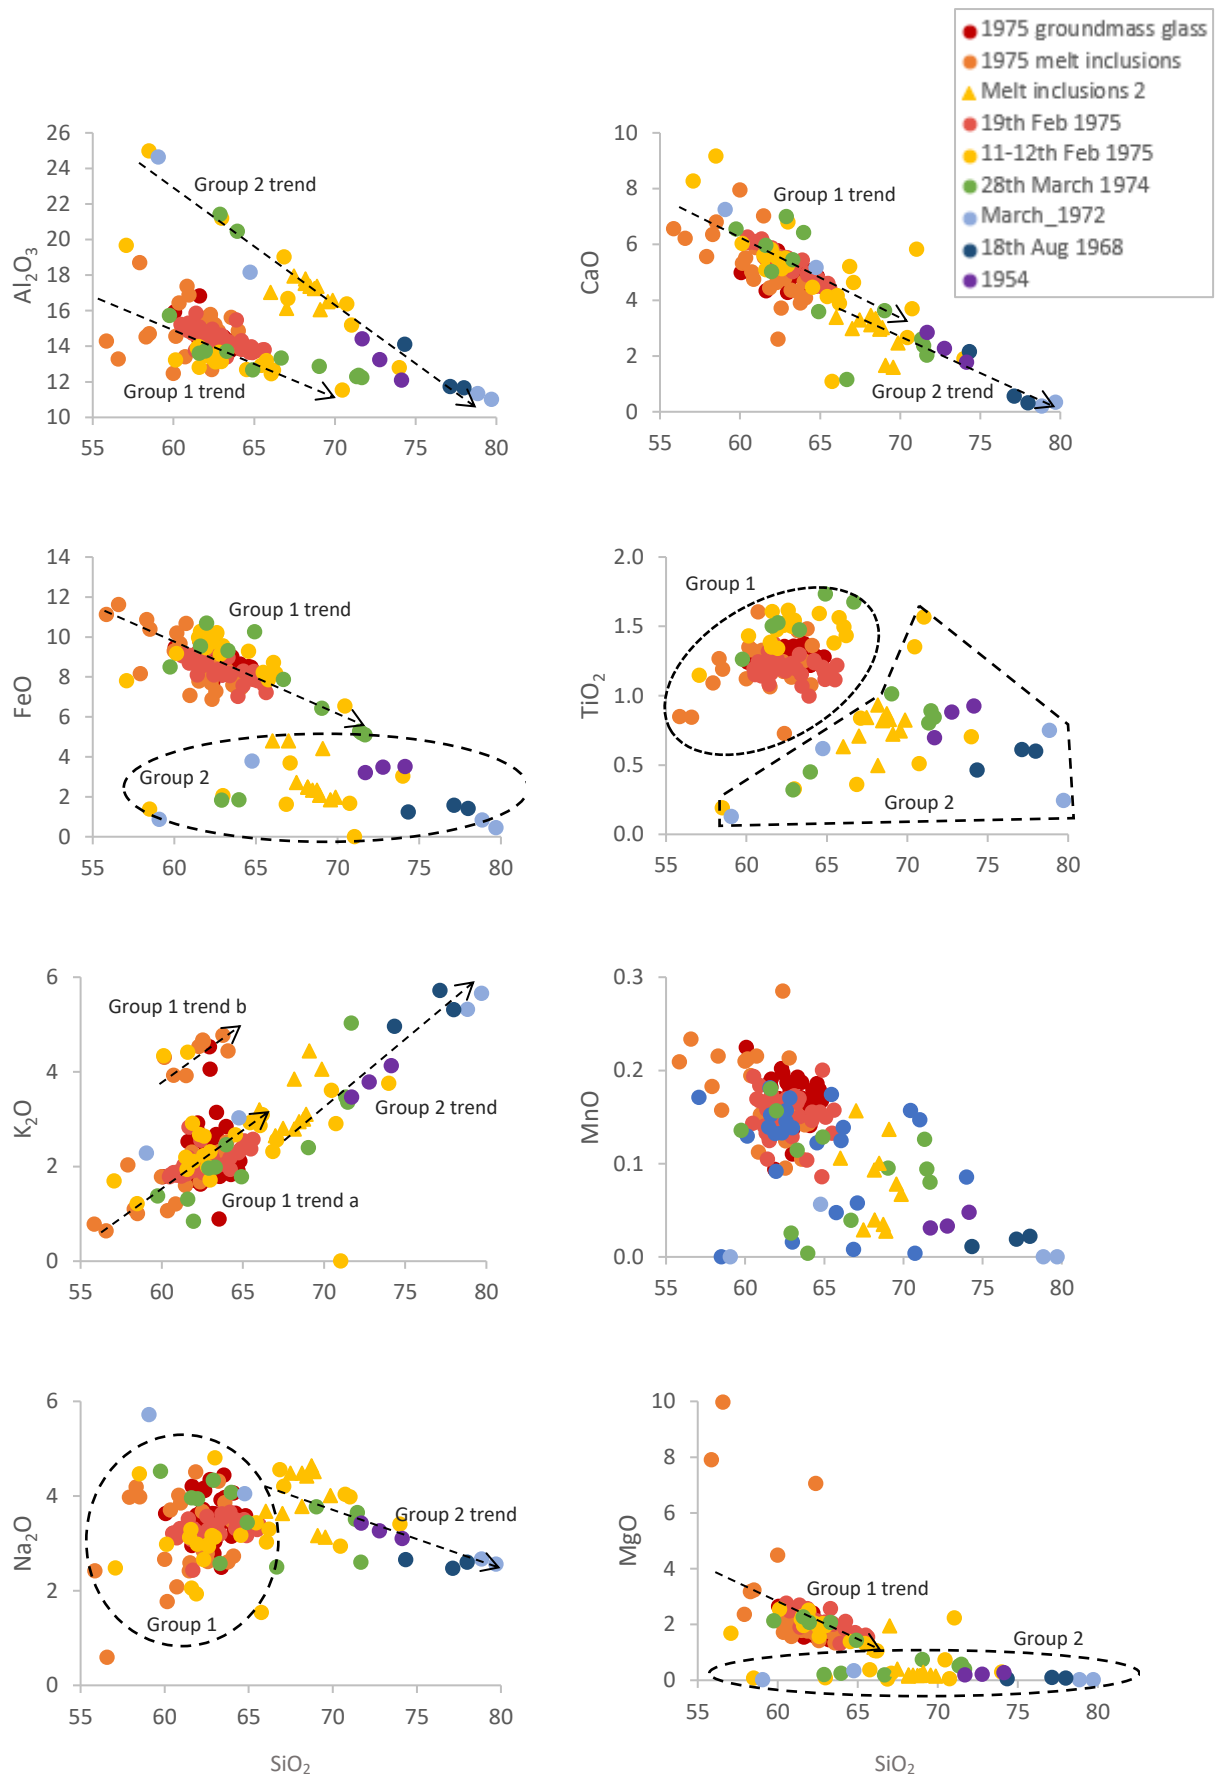 1975 groundmass glass
1975 melt inclusions
Melt inclusions 2
19th Feb 1975
11-12th Feb 1975
28th March 1974
March_1972
18th Aug 1968
1954
26
24
22
20
18
16
14
12
10
Al₂O₃
Group 2 trend
Group 1 trend
55 60 65 70 75 80
10
8
6
4
2
0
CaO
Group 1 trend
Group 2 trend
55 60 65 70 75 80
14
12
10
8
6
4
2
0
FeO
Group 1 trend
Group 2
55 60 65 70 75 80
2.0
1.5
1.0
0.5
0.0
TiO₂
Group 1
Group 2
55 60 65 70 75 80
6
4
2
0
K₂O
Group 1 trend b
Group 2 trend
Group 1 trend a
55 60 65 70 75 80
0.3
0.2
0.1
0.0
MnO
55 60 65 70 75 80
6
4
2
0
Na₂O
Group 2 trend
Group 1
55 60 65 70 75 80
SiO₂
10
8
6
4
2
0
MgO
Group 1 trend
Group 2
55 60 65 70 75 80
SiO₂